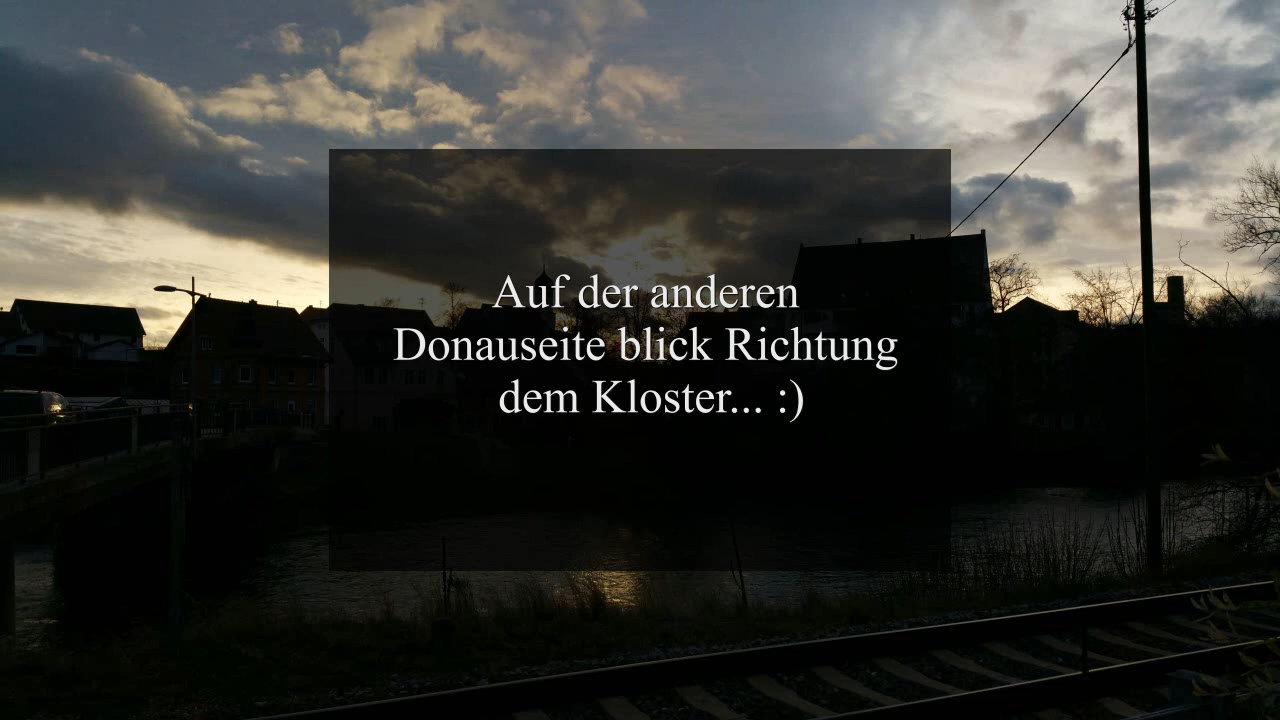 Auf der anderen
Donauseite blick Richtung
dem Kloster... :)